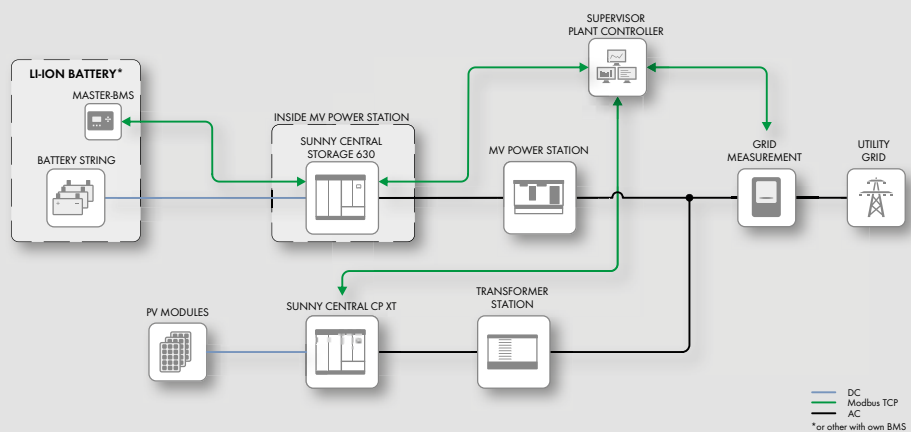 SUPERVISOR
PLANT CONTROLLER
LI-ION BATTERY*
MASTER-BMS
BATTERY STRING
INSIDE MV POWER STATION
SUNNY CENTRAL
STORAGE 630
MV POWER STATION
GRID
MEASUREMENT
UTILITY
GRID
PV MODULES
SUNNY CENTRAL CP XT
TRANSFORMER
STATION
DC
Modbus TCP
AC
*or other with own BMS